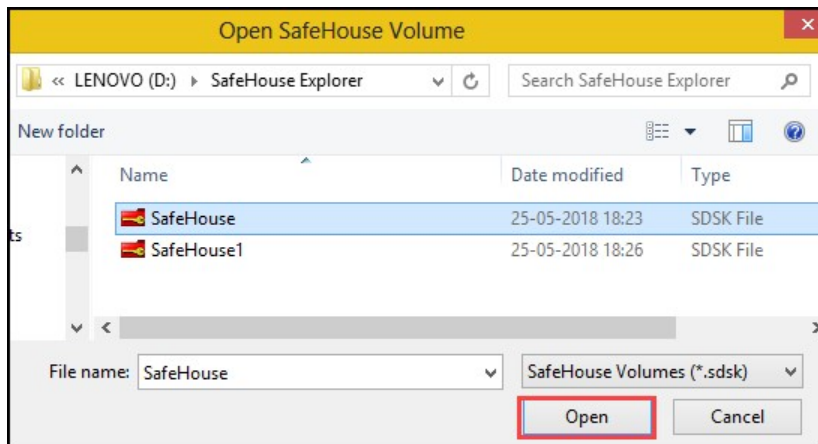 Open SafeHouse Volume
« LENOVO (D:) SafeHouse Explorer Search SafeHouse Explorer
New folder
Name Date modified Type
SafeHouse 25-05-2018 18:23 SDSK File
ts
SafeHouse1 25-05-2018 18:26 SDSK File
File name: SafeHouse SafeHouse Volumes (*.sdsk)
Open Cancel